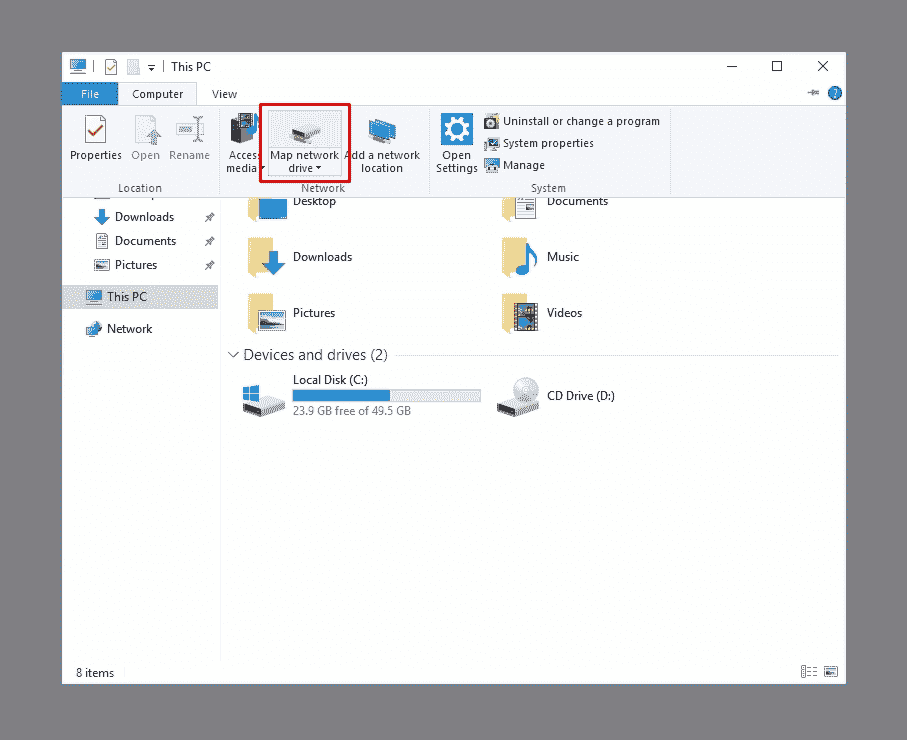 This PC
File
Computer
View
Properties
Open
Rename
Access
media
Map network
drive
Add a network
location
Open
Settings
Uninstall or change a program
System properties
Manage
Location
Network
System
Downloads
Documents
Pictures
This PC
Network
Desktop
Documents
Downloads
Music
Pictures
Videos
Devices and drives (2)
Local Disk (C:)
23.9 GB free of 49.5 GB
CD Drive (D:)
8 items